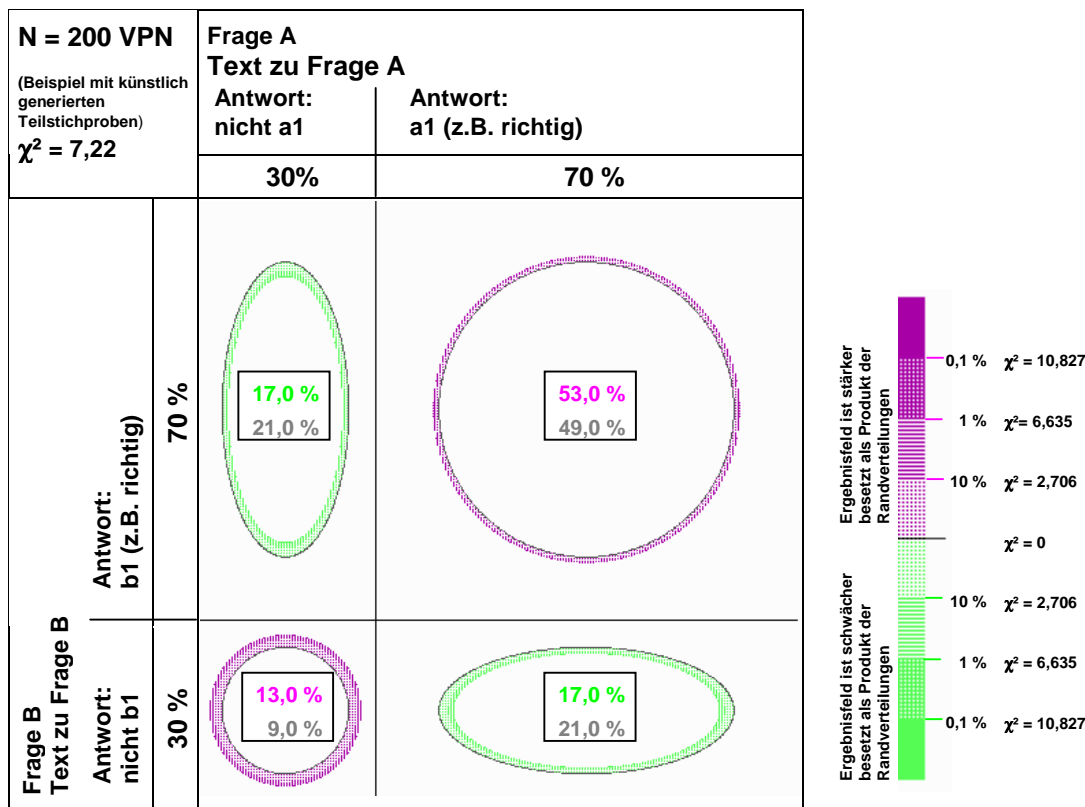 N = 200 VPN
(Beispiel mit künstlich
generierten
Teilstichproben)
χ² = 7,22
Frage A
Text zu Frage A
Antwort:
nicht a1
Antwort:
a1 (z.B. richtig)
30%
70 %
Frage B
Text zu Frage B
Antwort:
b1 (z.B. richtig)
70 %
17,0 %
21,0 %
53,0 %
49,0 %
Antwort:
nicht b1
30 %
13,0 %
9,0 %
17,0 %
21,0 %
Ergebnisfeld ist stärker
besetzt als Produkt der
Randverteilungen
0,1 % χ² = 10,827
1 % χ²= 6,635
10 % χ² = 2,706
χ² = 0
Ergebnisfeld ist schwächer
besetzt als Produkt der
Randverteilungen
10 % χ² = 2,706
1 % χ² = 6,635
0,1 % χ² = 10,827